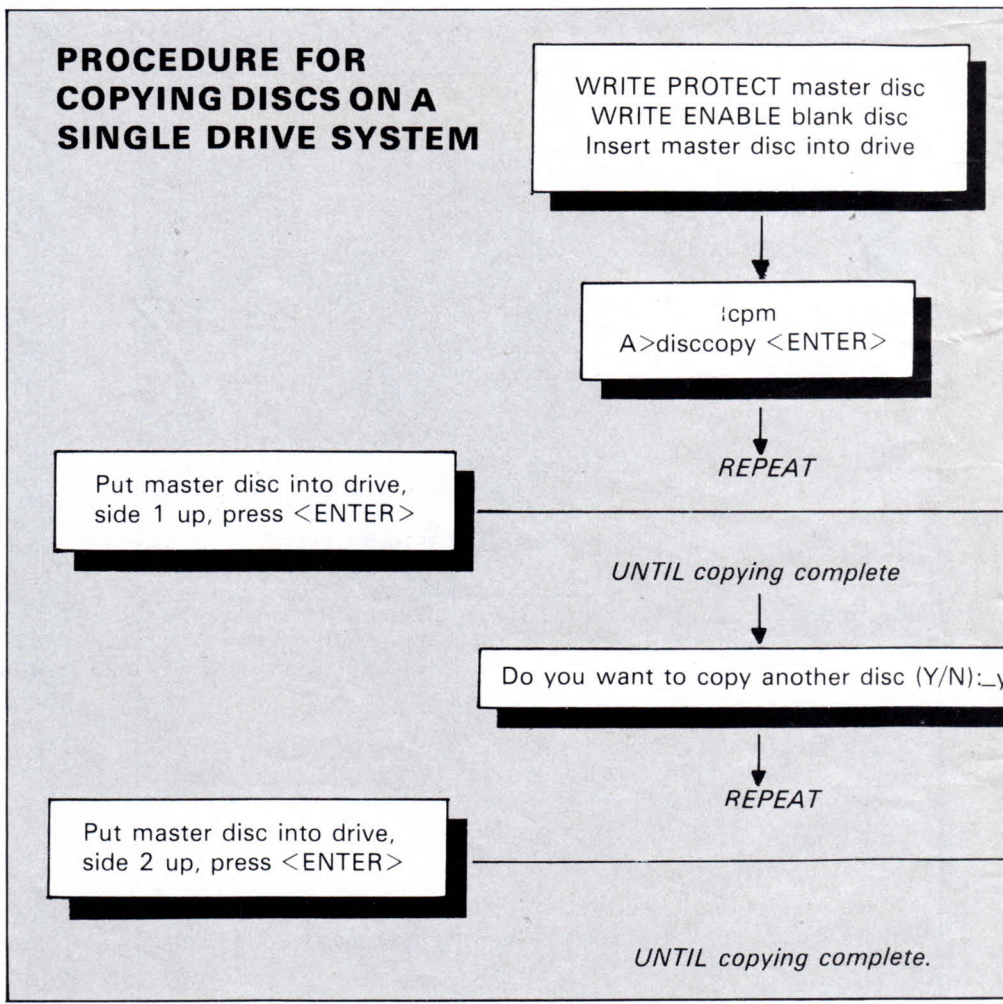 PROCEDURE FOR
COPYING DISCS ON A
SINGLE DRIVE SYSTEM
WRITE PROTECT master disc
WRITE ENABLE blank disc
Insert master disc into drive
¦cpm
A>disccopy <ENTER>
REPEAT
Put master disc into drive,
side 1 up, press <ENTER>
UNTIL copying complete
Do you want to copy another disc (Y/N):_y
REPEAT
Put master disc into drive,
side 2 up, press <ENTER>
UNTIL copying complete.